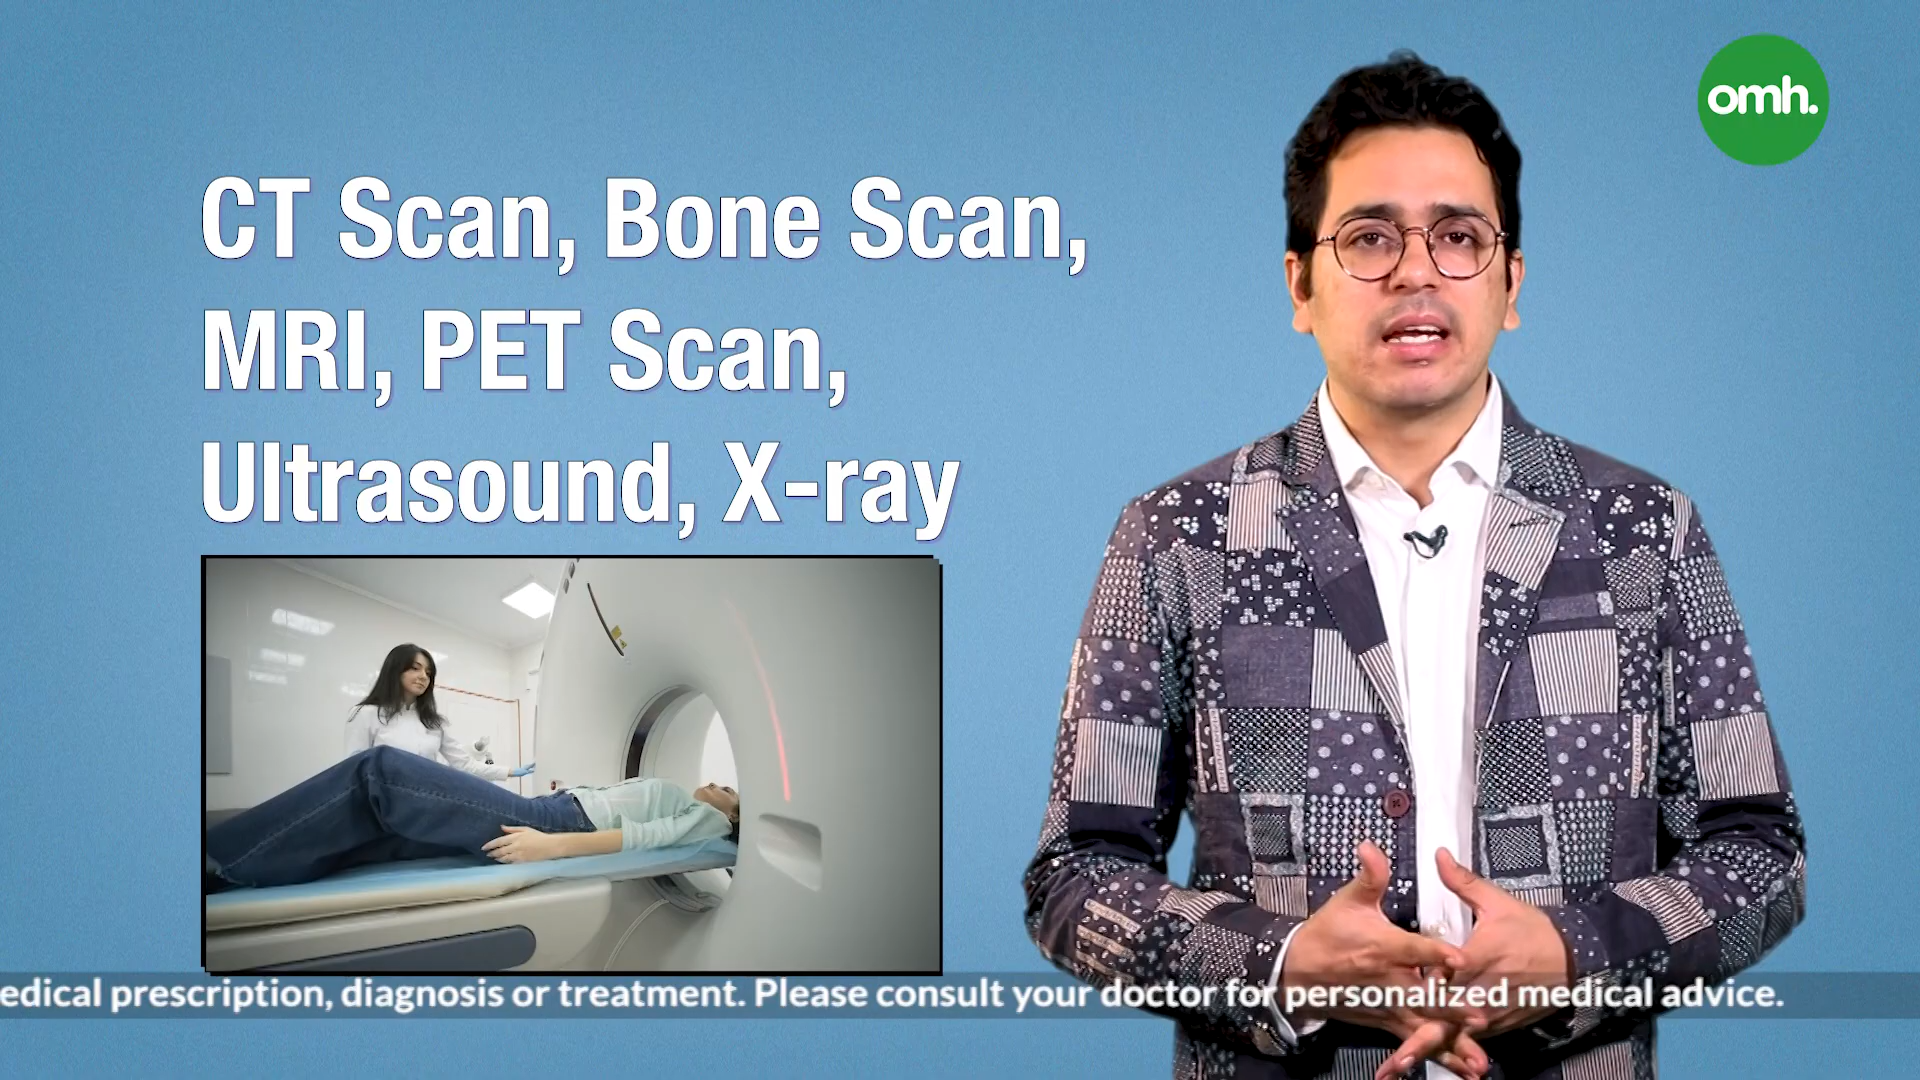 omh.
CT Scan, Bone Scan,
MRI, PET Scan,
Ultrasound, X-ray
edical prescription, diagnosis or treatment. Please consult your doctor for personalized medical advice.